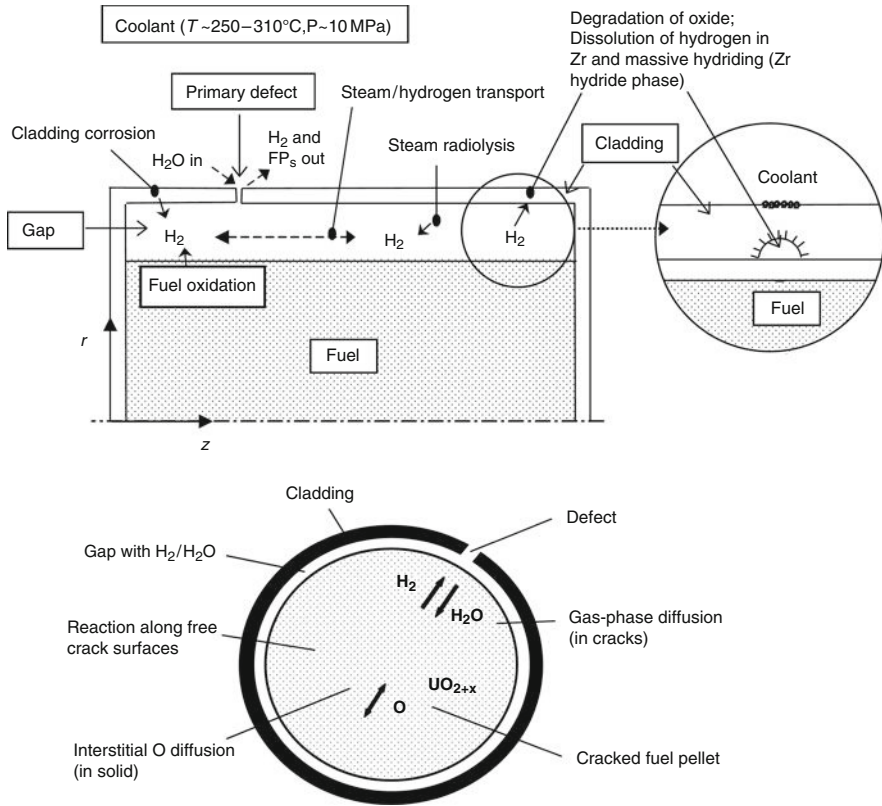 Coolant (T ~250–310°C,P~10 MPa)
Degradation of oxide;
Dissolution of hydrogen in
Zr and massive hydriding (Zr
hydride phase)
Primary defect
Steam/hydrogen transport
Cladding corrosion
H2O in
H2 and
FPs out
Steam radiolysis
Cladding
Coolant
Gap
H2
H2
H2
Fuel oxidation
Fuel
Fuel
r
z
Cladding
Defect
Gap with H2/H2O
H2
H2O
Gas-phase diffusion
(in cracks)
Reaction along free
crack surfaces
UO2+x
O
Interstitial O diffusion
(in solid)
Cracked fuel pellet